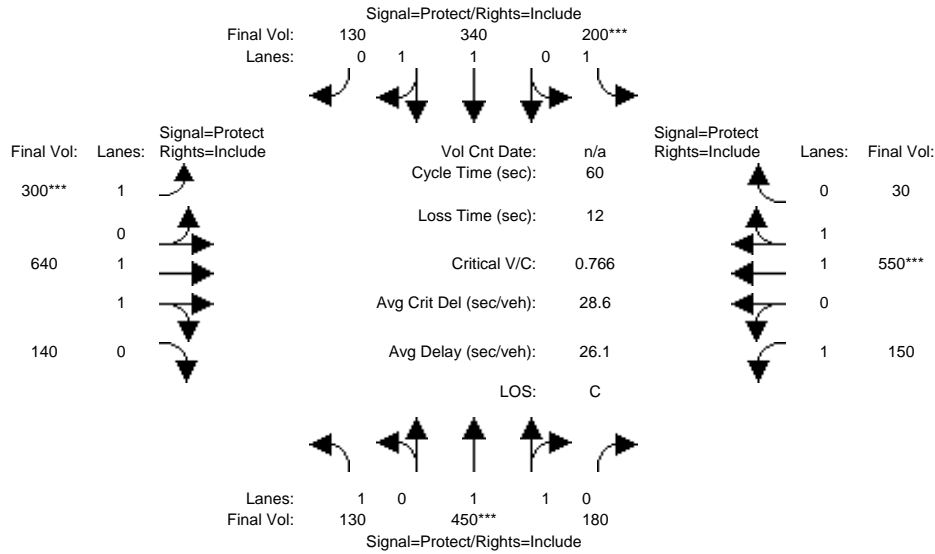 Signal=Protect/Rights=Include
Final Vol: 130 340 200***
Lanes: 0 1 1 0 1
Signal=Protect Signal=Protect
Final Vol: Lanes: Rights=Include Vol Cnt Date: n/a Rights=Include Lanes: Final Vol:
Cycle Time (sec): 60
300*** 1 0 30
Loss Time (sec): 12
0 1
640 1 Critical V/C: 0.766 1 550***
1 Avg Crit Del (sec/veh): 28.6 0
140 0 Avg Delay (sec/veh): 26.1 1 150
LOS: C
Lanes: 1 0 1 1 0
Final Vol: 130 450*** 180
Signal=Protect/Rights=Include